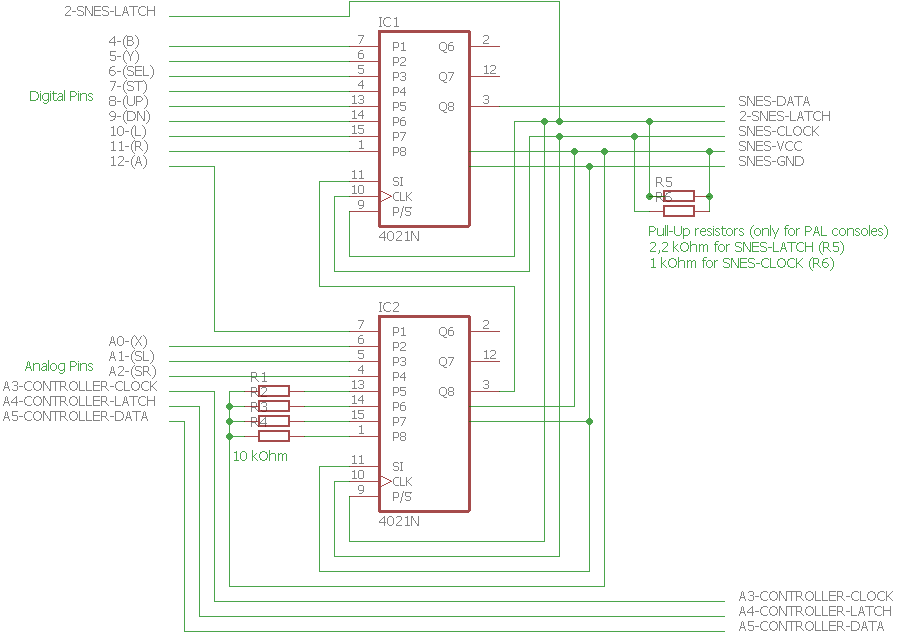 2-SNES-LATCH
4-(B)
5-(Y)
6-(SEL)
7-(ST)
8-(UP)
9-(DN)
10-(L)
11-(R)
12-(A)
Digital Pins
IC1
7 P1 Q6 2
6 P2
5 P3 Q7 12
4 P4
13 P5 Q8 3
14 P6
15 P7
1 P8
11 SI
10 CLK
9 P/S
4021N
SNES-DATA
2-SNES-LATCH
SNES-CLOCK
SNES-VCC
SNES-GND
R5
R6
Pull-Up resistors (only for PAL consoles)
2,2 kOhm for SNES-LATCH (R5)
1 kOhm for SNES-CLOCK (R6)
A0-(X)
A1-(SL)
A2-(SR)
A3-CONTROLLER-CLOCK
A4-CONTROLLER-LATCH
A5-CONTROLLER-DATA
Analog Pins
R1
R2
R3
R4
10 kOhm
IC2
7 P1 Q6 2
6 P2
5 P3 Q7 12
4 P4
13 P5 Q8 3
14 P6
15 P7
1 P8
11 SI
10 CLK
9 P/S
4021N
A3-CONTROLLER-CLOCK
A4-CONTROLLER-LATCH
A5-CONTROLLER-DATA